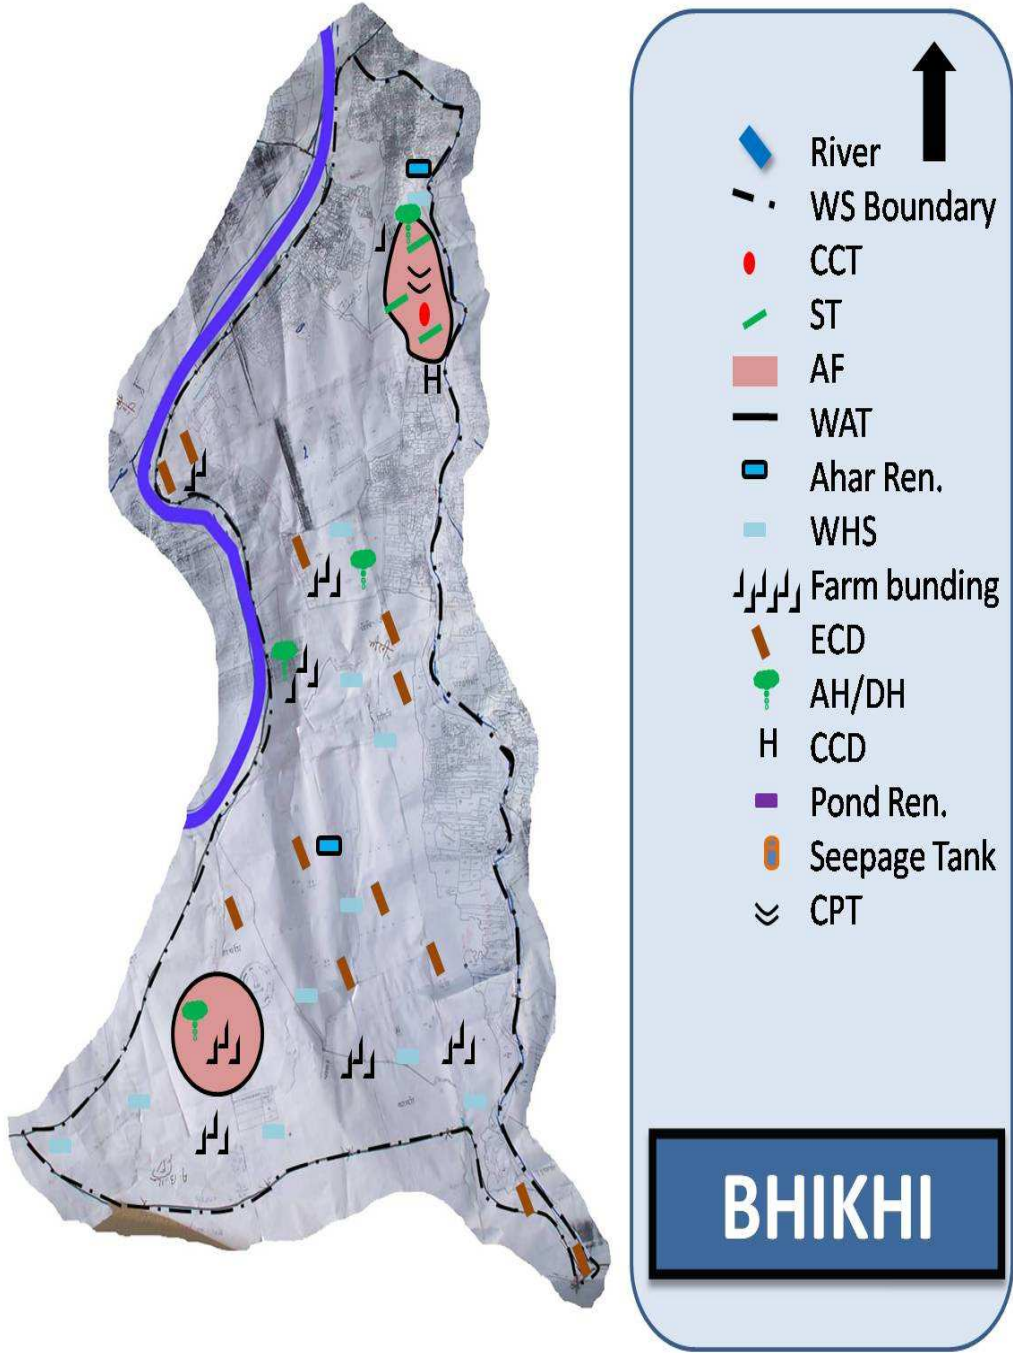 River
WS Boundary
CCT
ST
AF
WAT
Ahar Ren.
WHS
Farm bunding
ECD
AH/DH
H CCD
Pond Ren.
Seepage Tank
CPT
H
BHIKHI